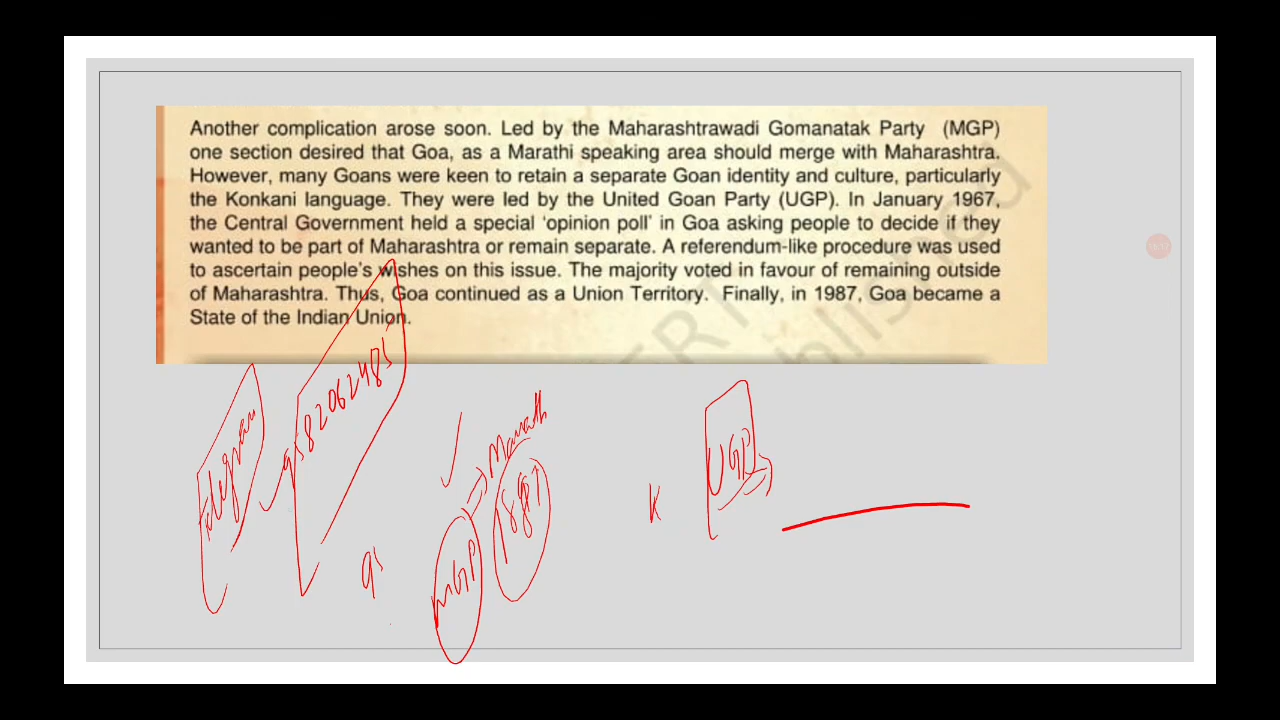 Another complication arose soon. Led by the Maharashtrawadi Gomanatak Party (MGP)
one section desired that Goa, as a Marathi speaking area should merge with Maharashtra.
However, many Goans were keen to retain a separate Goan identity and culture, particularly
the Konkani language. They were led by the United Goan Party (UGP). In January 1967,
the Central Government held a special 'opinion poll' in Goa asking people to decide if they
wanted to be part of Maharashtra or remain separate. A referendum-like procedure was used
to ascertain people's wishes on this issue. The majority voted in favour of remaining outside
of Maharashtra. Thus, Goa continued as a Union Territory. Finally, in 1987, Goa became a
State of the Indian Union.
9582062485
MGP
K
UGP